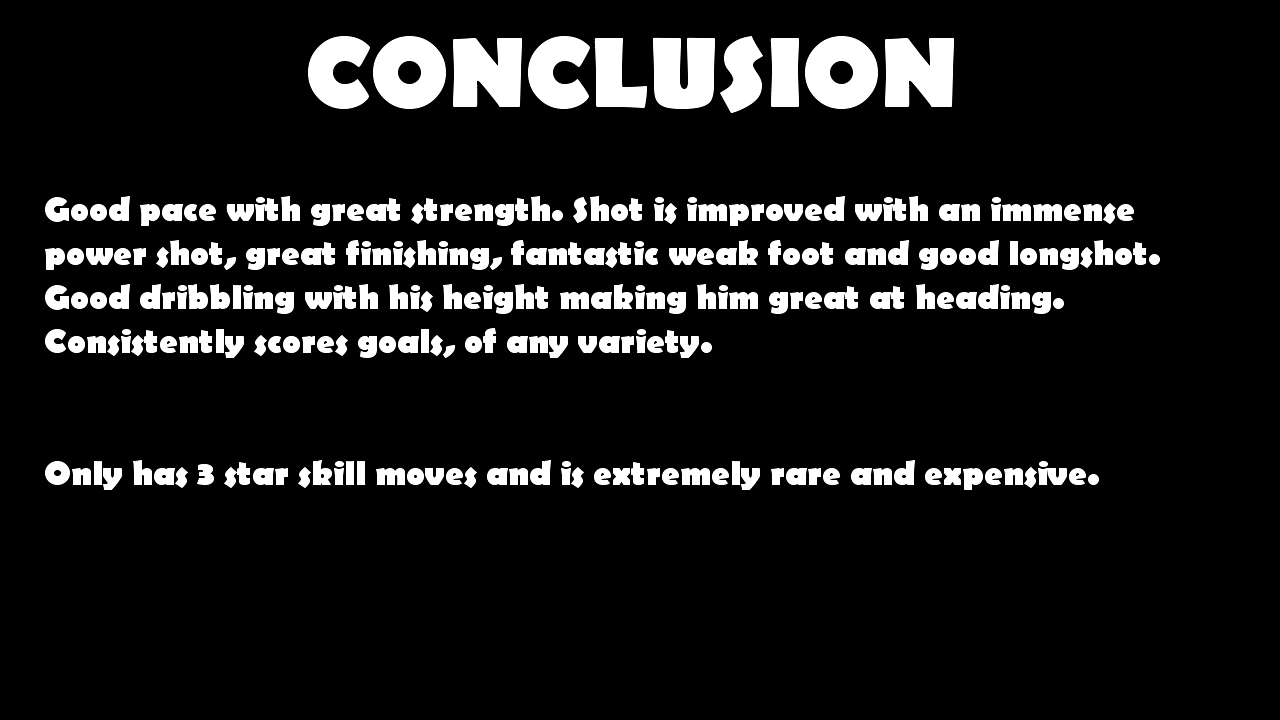 CONCLUSION
Good pace with great strength. Shot is improved with an immense
power shot, great finishing, fantastic weak foot and good longshot.
Good dribbling with his height making him great at heading.
Consistently scores goals, of any variety.
Only has 3 star skill moves and is extremely rare and expensive.